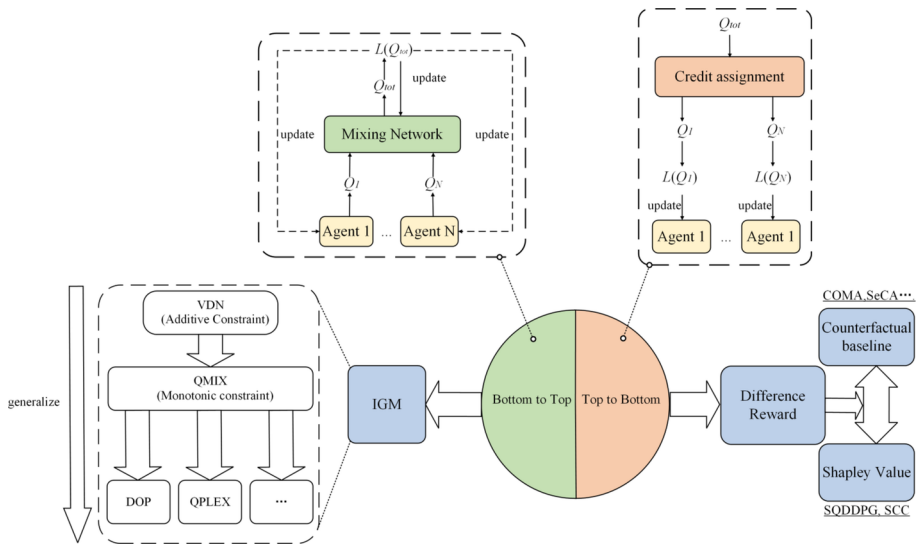 L(Qtot)
update
Qtot
update
Mixing Network
update
Q1
QN
Agent 1
...
Agent N
Qtot
Credit assignment
Q1
QN
L(Q1)
L(QN)
update
update
Agent 1
...
Agent 1
generalize
VDN
(Additive Constraint)
QMIX
(Monotonic constraint)
DOP
QPLEX
···
IGM
Bottom to Top
Top to Bottom
Difference
Reward
COMA,SeCA···
Counterfactual
baseline
Shapley Value
SQDDPG, SCC